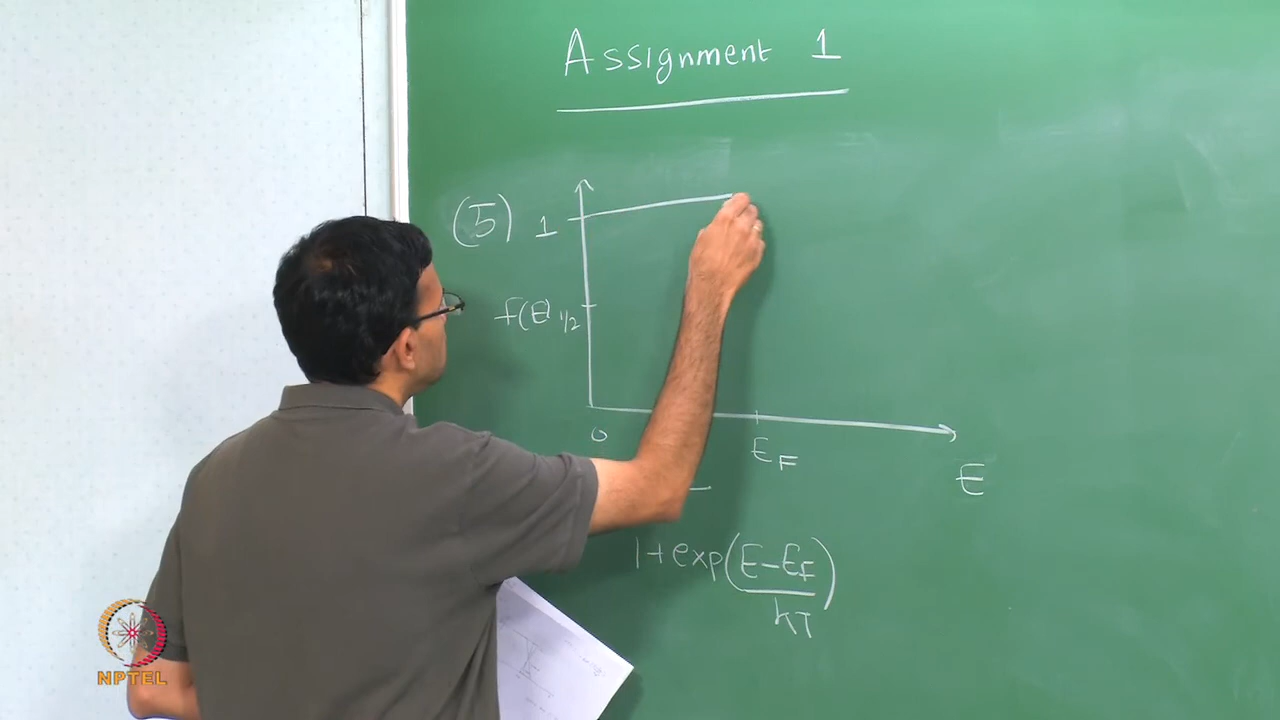 Assignment 1
(5)
1
f(E) 1/2
0
E_F
E
1+exp(E-E_F/kT)
NPTEL